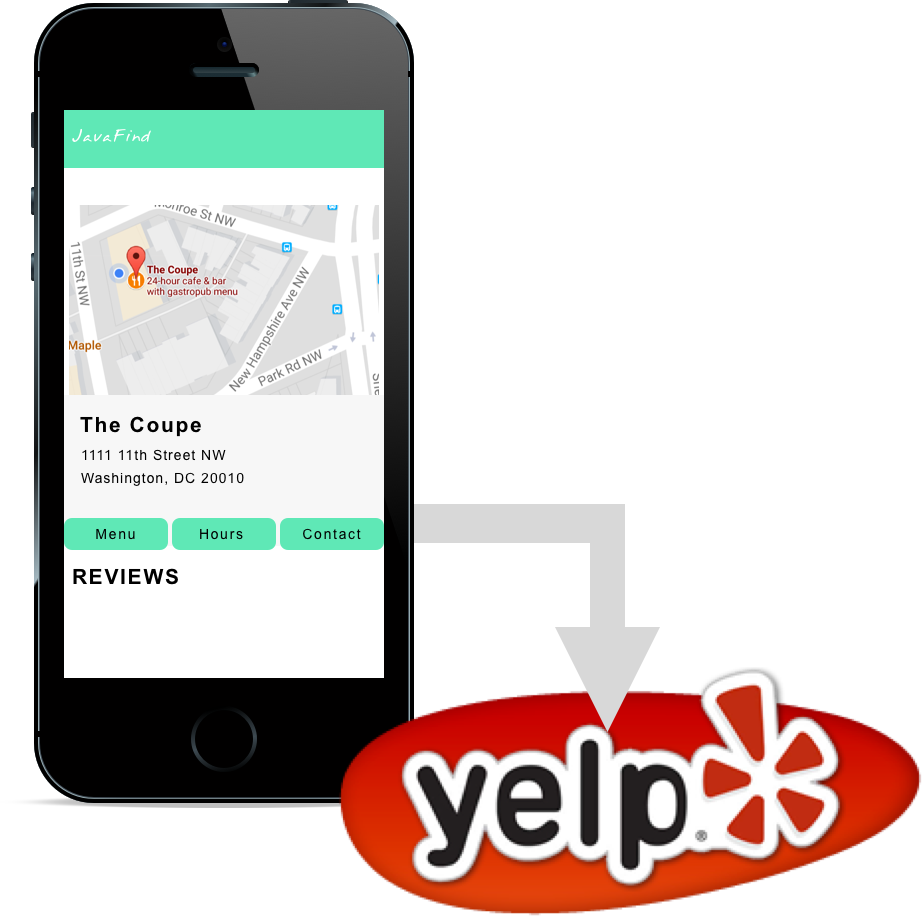 JavaFind
Monroe St NW
11th St NW
The Coupe
24-hour cafe & bar
with gastropub menu
New Hampshire Ave NW
Maple
Park Rd NW
The Coupe
1111 11th Street NW
Washington, DC 20010
Menu
Hours
Contact
REVIEWS
yelp®